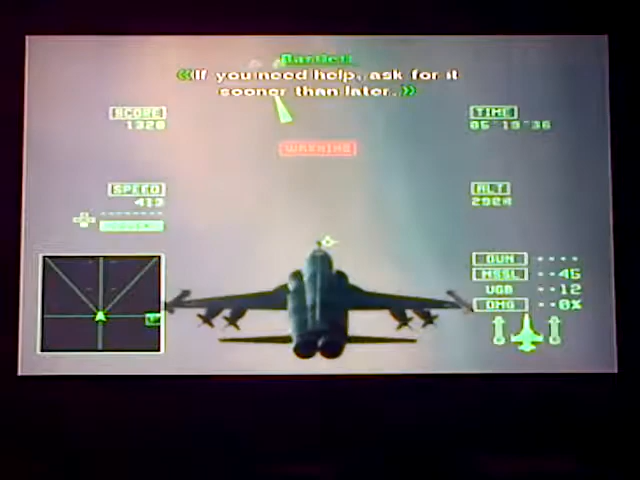 Bartlett
<<If you need help, ask for it
sooner than later.>>
SCORE
1320
TIME
05'19"36
WARNING
SPEED
413
ALT
2924
GUN ----
MSSL --45
UGB --12
DMG --0%